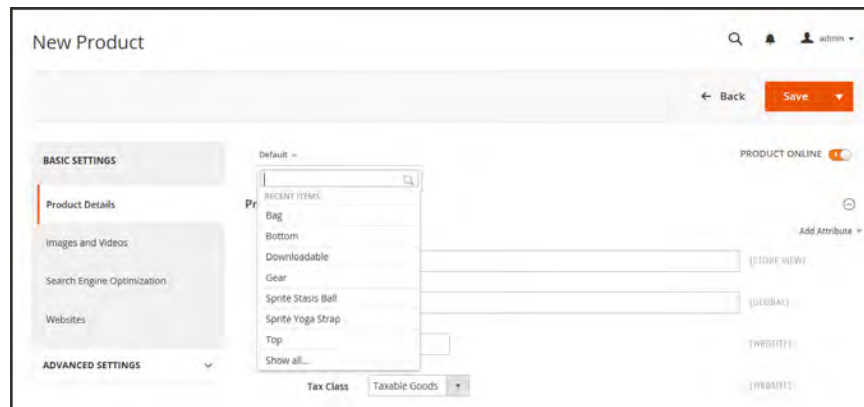 New Product
admin
Back
Save
BASIC SETTINGS
Default
PRODUCT ONLINE
RECENT ITEMS
Product Details
Pr
Bag
Add Attribute
Images and Videos
Bottom
Downloadable
[STORE VIEW]
Search Engine Optimization
Gear
Sprite Stasis Ball
[GLOBAL]
Websites
Sprite Yoga Strap
Top
[WEBSITE]
Show all...
ADVANCED SETTINGS
Tax Class
Taxable Goods
[WEBSITE]